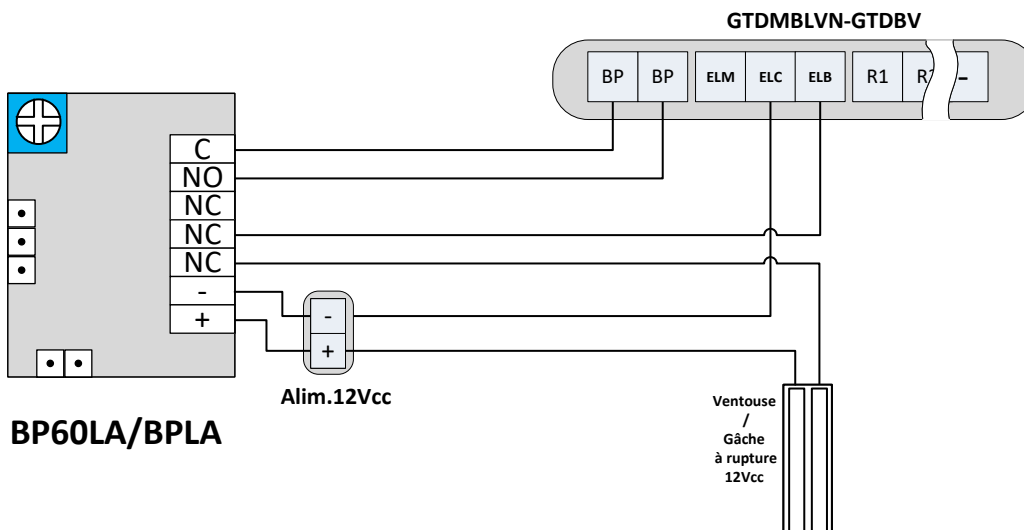 GTDMBLVN-GTDBV
BP BP ELM ELC ELB R1 -
C
NO
NC
NC
NC
-
+
-
+
Alim.12Vcc
BP60LA/BPLA
Ventouse
/
Gâche
à rupture
12Vcc